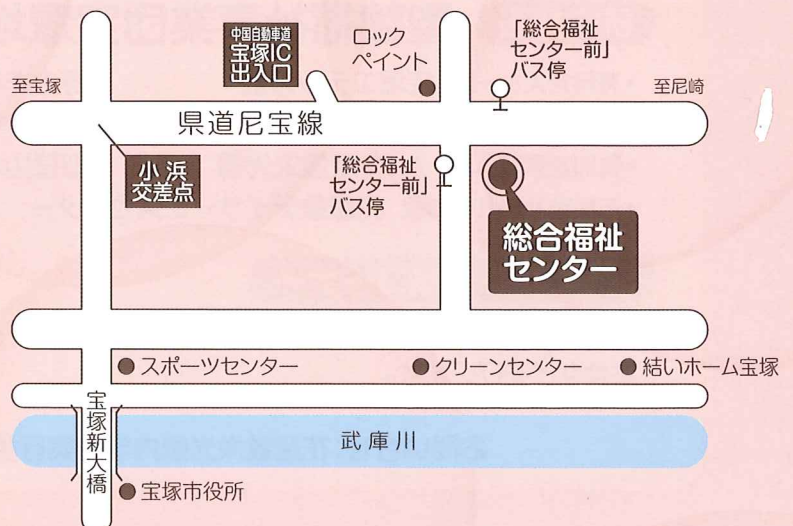 中国自動車道
宝塚IC
出入口
ロック
ペイント
「総合福祉
センター前」
バス停
至宝塚
至尼崎
県道尼宝線
小浜
交差点
「総合福祉
センター前」
バス停
総合福祉
センター
スポーツセンター
クリーンセンター
結いホーム宝塚
宝塚新大橋
武庫川
宝塚市役所